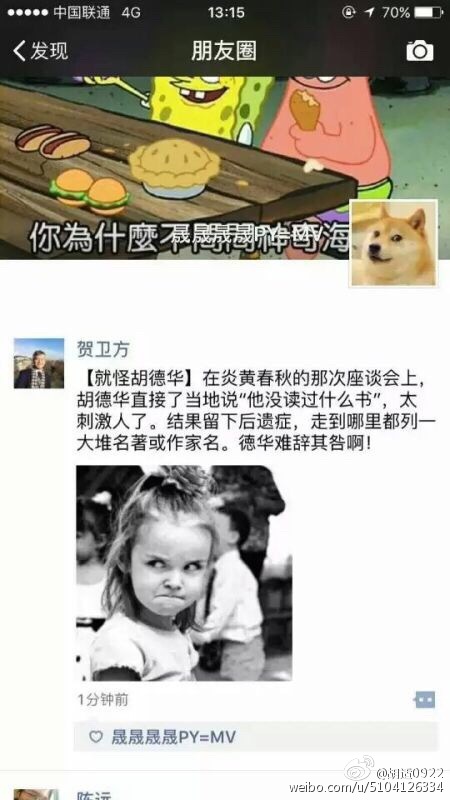 中国联通 4G 13:15 70%
发现 朋友圈
你為什麼不問問神奇海
晟晟晟晟PY=MV
贺卫方
【就怪胡德华】在炎黄春秋的那次座谈会上，
胡德华直接了当地说“他没读过什么书”，太
刺激人了。结果留下后遗症，走到哪里都列一
大堆名著或作家名。德华难辞其咎啊！
1分钟前
晟晟晟晟PY=MV
陈远
weibo.com/u/5104126334